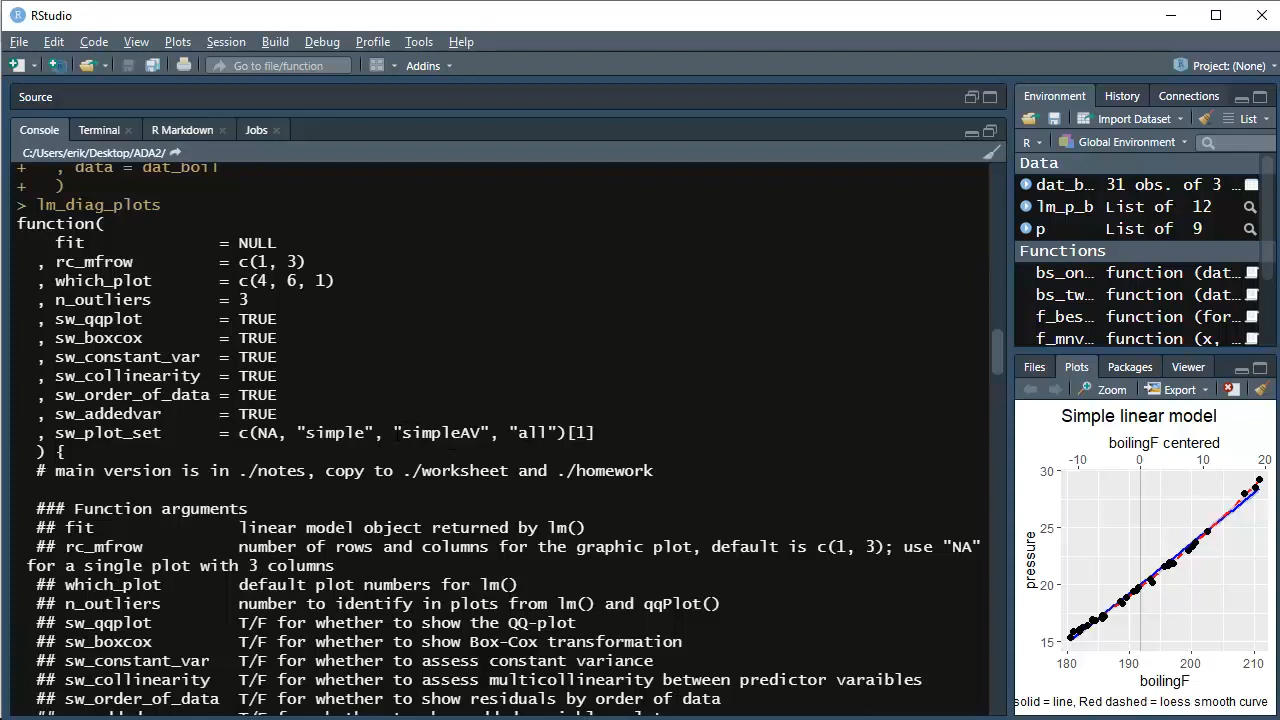 RStudio
File Edit Code View Plots Session Build Debug Profile Tools Help
Go to file/function Addins Project: (None)
Source
Console Terminal R Markdown Jobs
C:/Users/erik/Desktop/ADA2/
+   , data = dat_boil
+   )
> lm_diag_plots
function(
    fit              = NULL
  , rc_mfrow         = c(1, 3)
  , which_plot       = c(4, 6, 1)
  , n_outliers       = 3
  , sw_qqplot        = TRUE
  , sw_boxcox        = TRUE
  , sw_constant_var  = TRUE
  , sw_collinearity  = TRUE
  , sw_order_of_data = TRUE
  , sw_addedvar      = TRUE
  , sw_plot_set      = c(NA, "simple", "simpleAV", "all")[1]
  ) {
  # main version is in ./notes, copy to ./worksheet and ./homework
  ### Function arguments
  ## fit               linear model object returned by lm()
  ## rc_mfrow          number of rows and columns for the graphic plot, default is c(1, 3); use "NA"
 for a single plot with 3 columns
  ## which_plot        default plot numbers for lm()
  ## n_outliers        number to identify in plots from lm() and qqPlot()
  ## sw_qqplot         T/F for whether to show the QQ-plot
  ## sw_boxcox         T/F for whether to show Box-Cox transformation
  ## sw_constant_var   T/F for whether to assess constant variance
  ## sw_collinearity   T/F for whether to assess multicollinearity between predictor varaibles
  ## sw_order_of_data  T/F for whether to show residuals by order of data
Environment History Connections
Import Dataset List
R Global Environment
Data
dat_b… 31 obs. of 3 …
lm_p_b List of 12
p List of 9
Functions
bs_on… function (dat…
bs_tw… function (dat…
f_bes… function (for…
f_mnv… function (x, …
Files Plots Packages Viewer
Zoom Export
Simple linear model
boilingF centered
-10 0 10 20
30
25
20
15
pressure
180 190 200 210
boilingF
solid = line, Red dashed = loess smooth curve